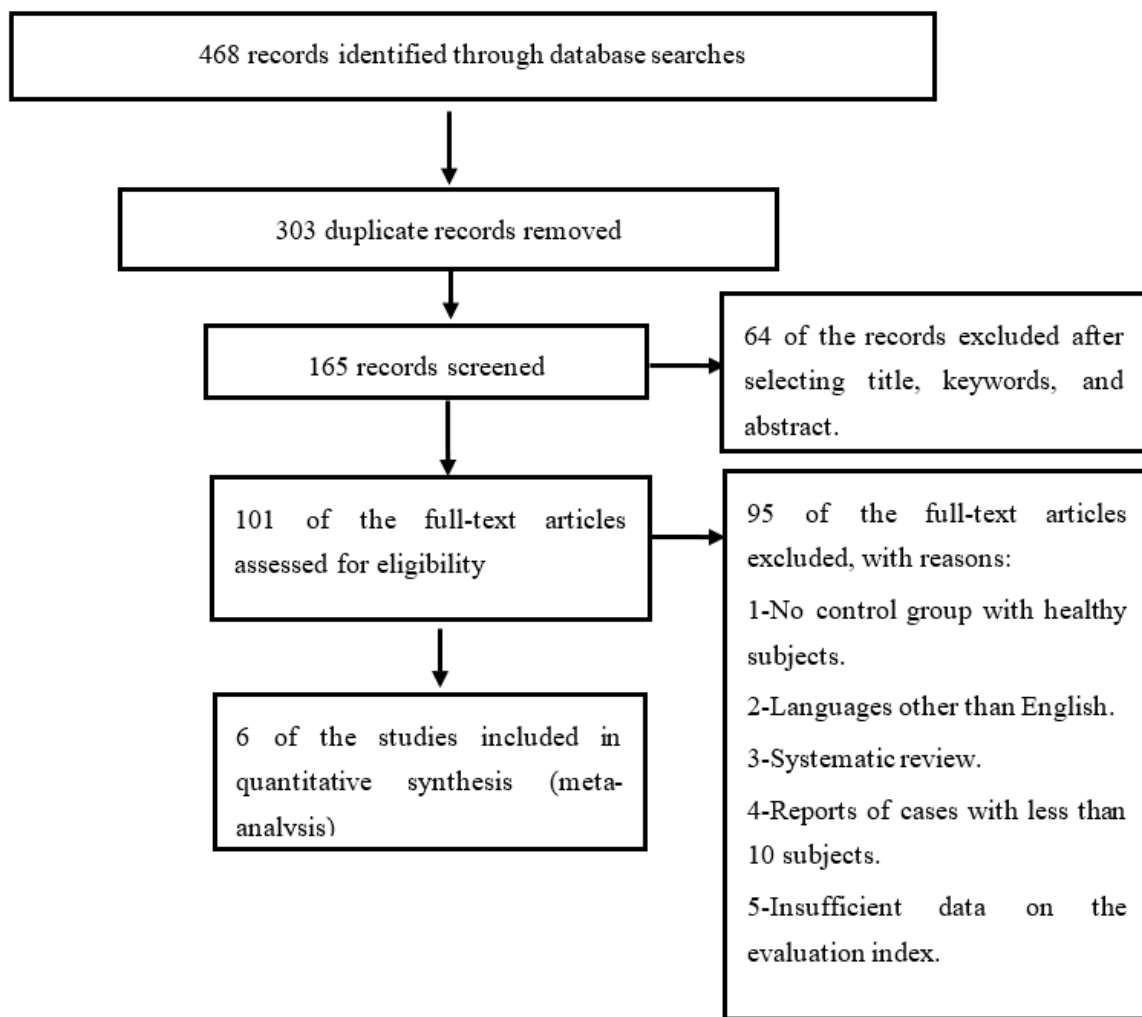 468 records identified through database searches
303 duplicate records removed
165 records screened
64 of the records excluded after
selecting title, keywords, and
abstract.
101 of the full-text articles
assessed for eligibility
95 of the full-text articles
excluded, with reasons:
1-No control group with healthy
subjects.
2-Languages other than English.
3-Systematic review.
4-Reports of cases with less than
10 subjects.
5-Insufficient data on the
evaluation index.
6 of the studies included in
quantitative synthesis (meta-
analysis)